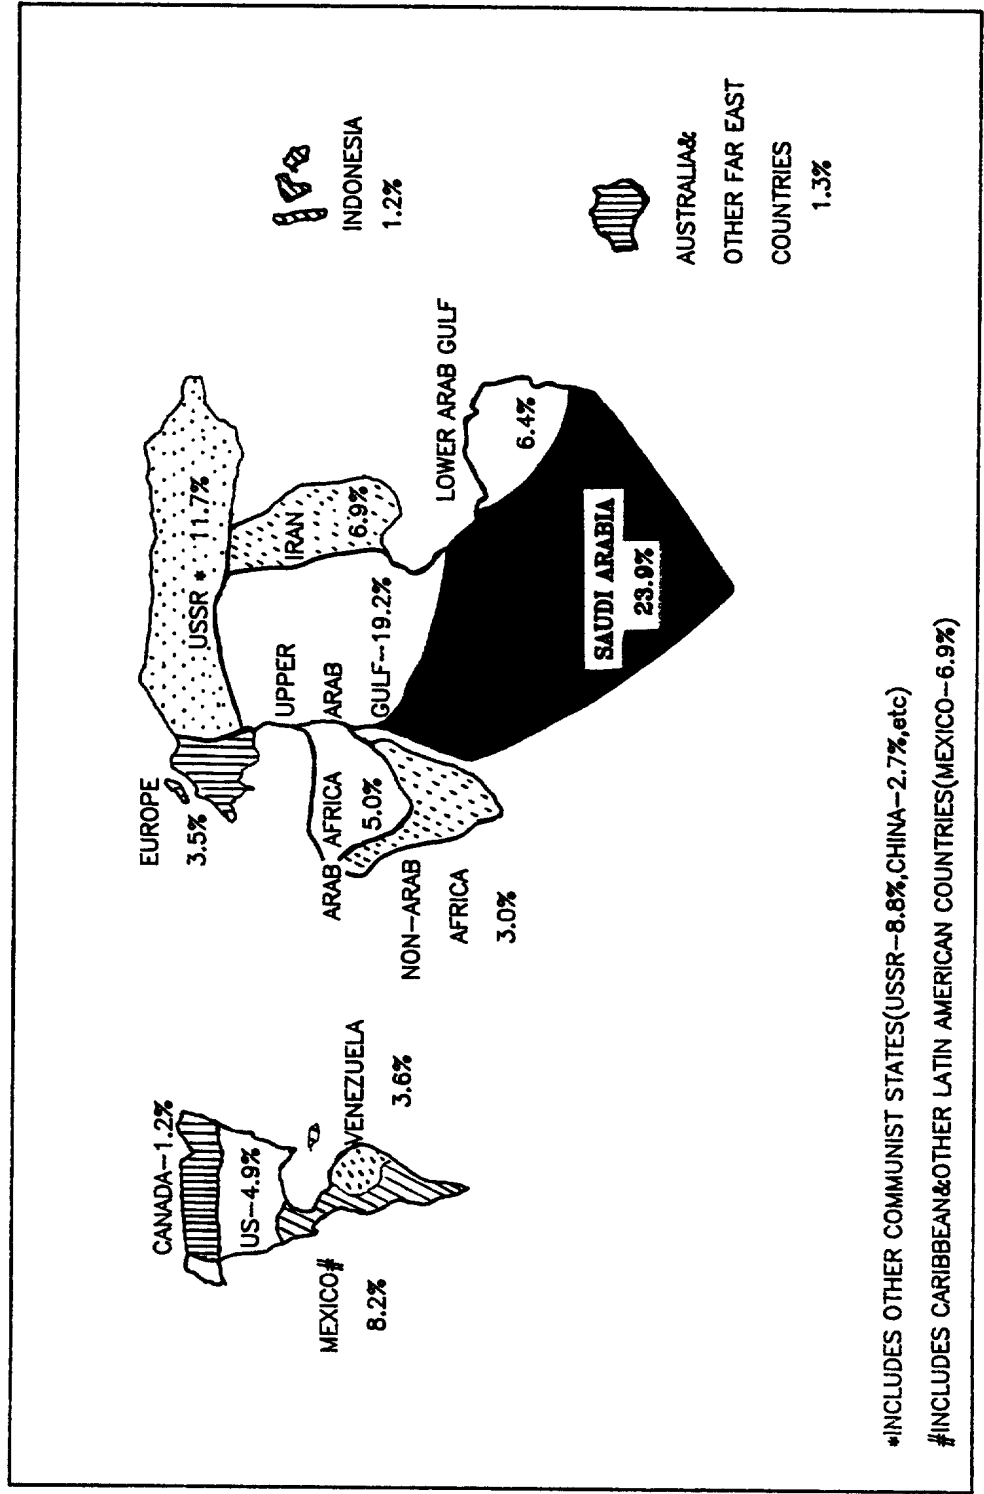 CANADA-1.2%
US-4.9%
MEXICO#
8.2%
VENEZUELA
3.6%
EUROPE
3.5%
USSR * 11.7%
IRAN
6.9%
UPPER
ARAB
GULF-19.2%
ARAB
AFRICA
5.0%
NON-ARAB
AFRICA
3.0%
LOWER ARAB GULF
6.4%
SAUDI ARABIA
23.9%
INDONESIA
1.2%
AUSTRALIA&
OTHER FAR EAST
COUNTRIES
1.3%
*INCLUDES OTHER COMMUNIST STATES(USSR-8.8%,CHINA-2.7%,etc)
#INCLUDES CARIBBEAN&OTHER LATIN AMERICAN COUNTRIES(MEXICO-6.9%)